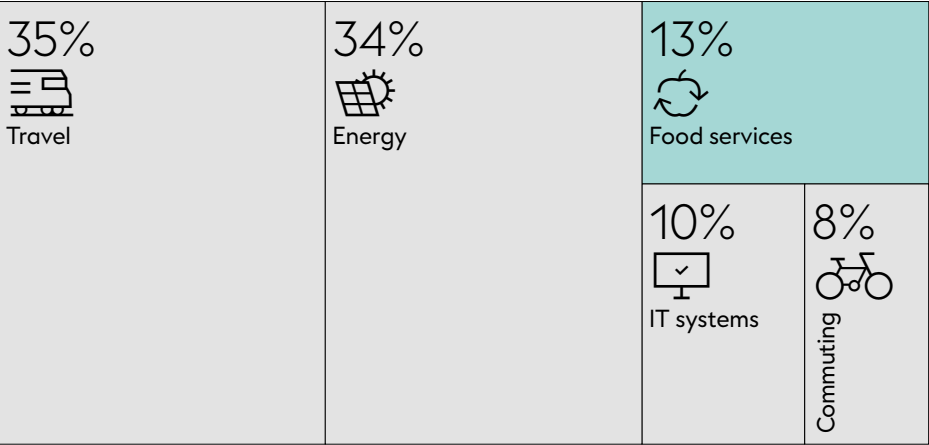 35%
Travel
34%
Energy
13%
Food services
10%
IT systems
8%
Commuting